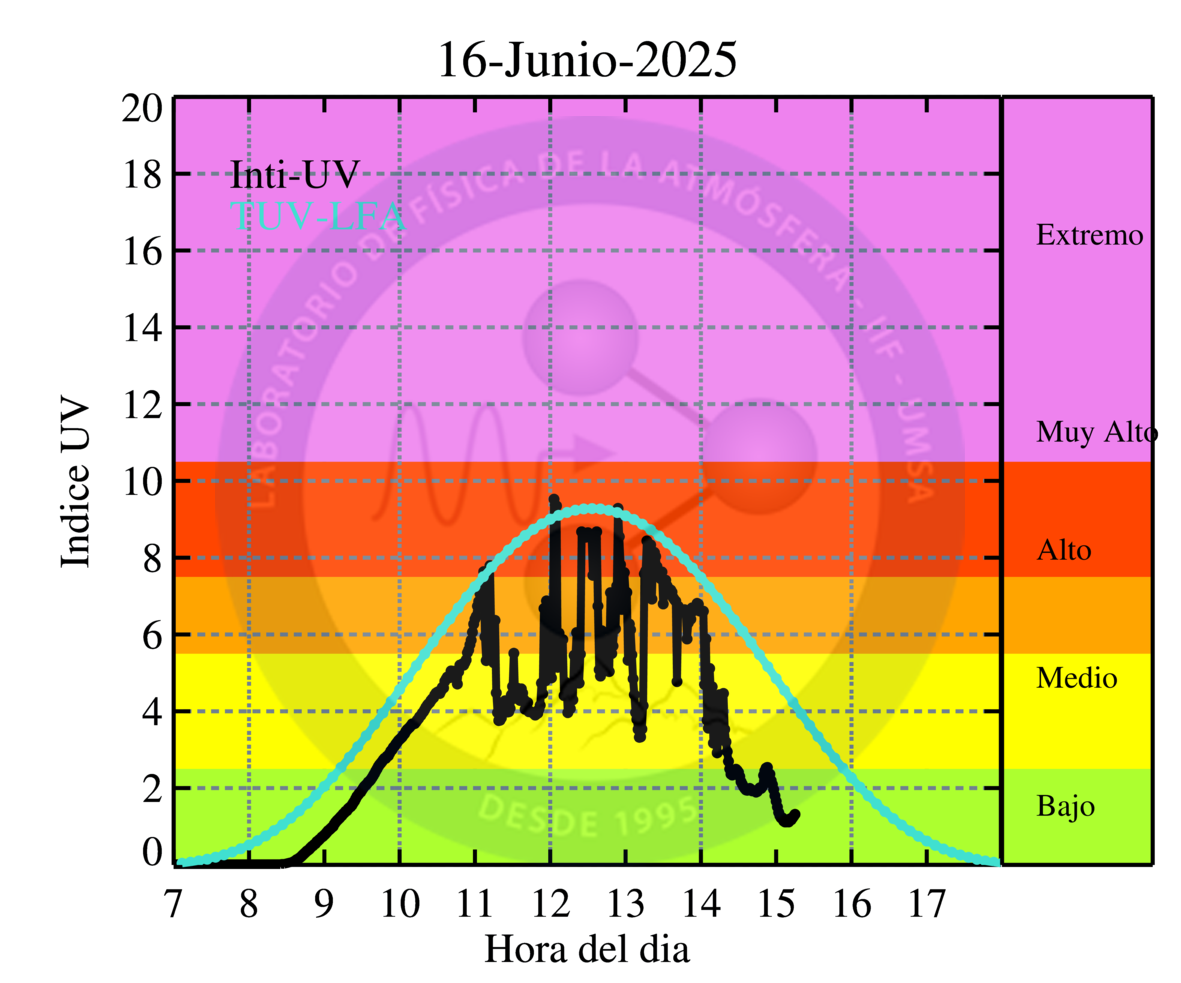 16-Junio-2025
20
18
16
14
12
10
8
6
4
2
0
Indice UV
Inti-UV
TUV-LFA
LABORATORIO DE FÍSICA DE LA ATMÓSFERA - IIF - UMSA
DESDE 1995
Extremo
Muy Alto
Alto
Medio
Bajo
7 8 9 10 11 12 13 14 15 16 17
Hora del dia